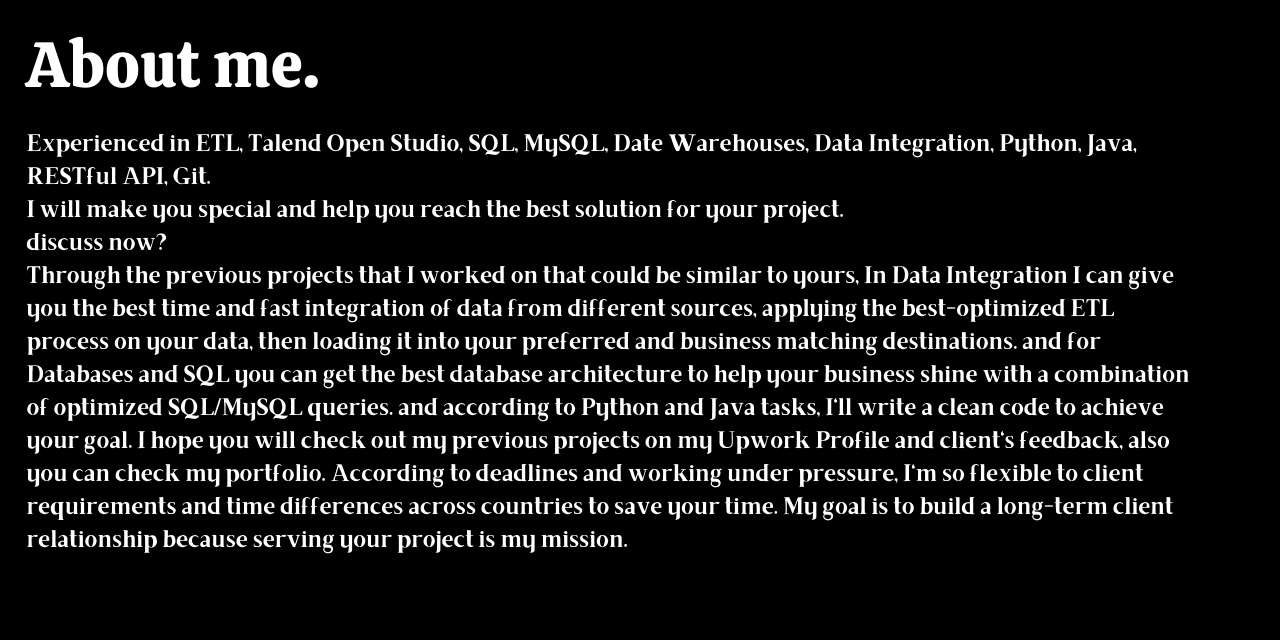 About me.
Experienced in ETL, Talend Open Studio, SQL, MySQL, Date Warehouses, Data Integration, Python, Java,
RESTful API, Git.
I will make you special and help you reach the best solution for your project.
discuss now?
Through the previous projects that I worked on that could be similar to yours, In Data Integration I can give
you the best time and fast integration of data from different sources, applying the best-optimized ETL
process on your data, then loading it into your preferred and business matching destinations. and for
Databases and SQL you can get the best database architecture to help your business shine with a combination
of optimized SQL/MySQL queries. and according to Python and Java tasks, I'll write a clean code to achieve
your goal. I hope you will check out my previous projects on my Upwork Profile and client's feedback, also
you can check my portfolio. According to deadlines and working under pressure, I'm so flexible to client
requirements and time differences across countries to save your time. My goal is to build a long-term client
relationship because serving your project is my mission.